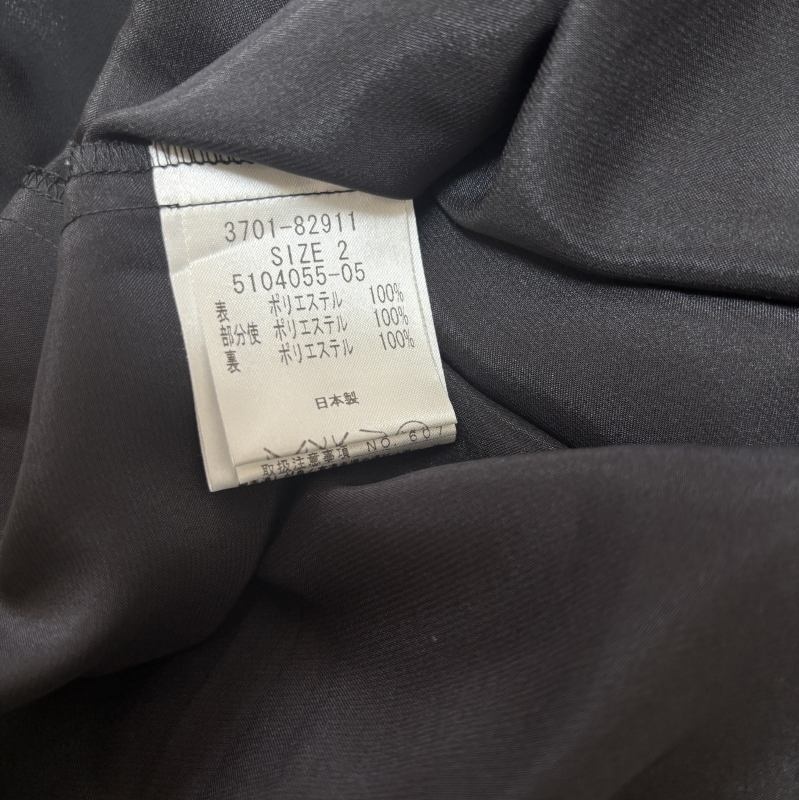 3701-82911
SIZE 2
5104055-05
表 ポリエステル 100%
部分使 ポリエステル 100%
裏 ポリエステル 100%
日本製
取扱注意事項 NO. 607